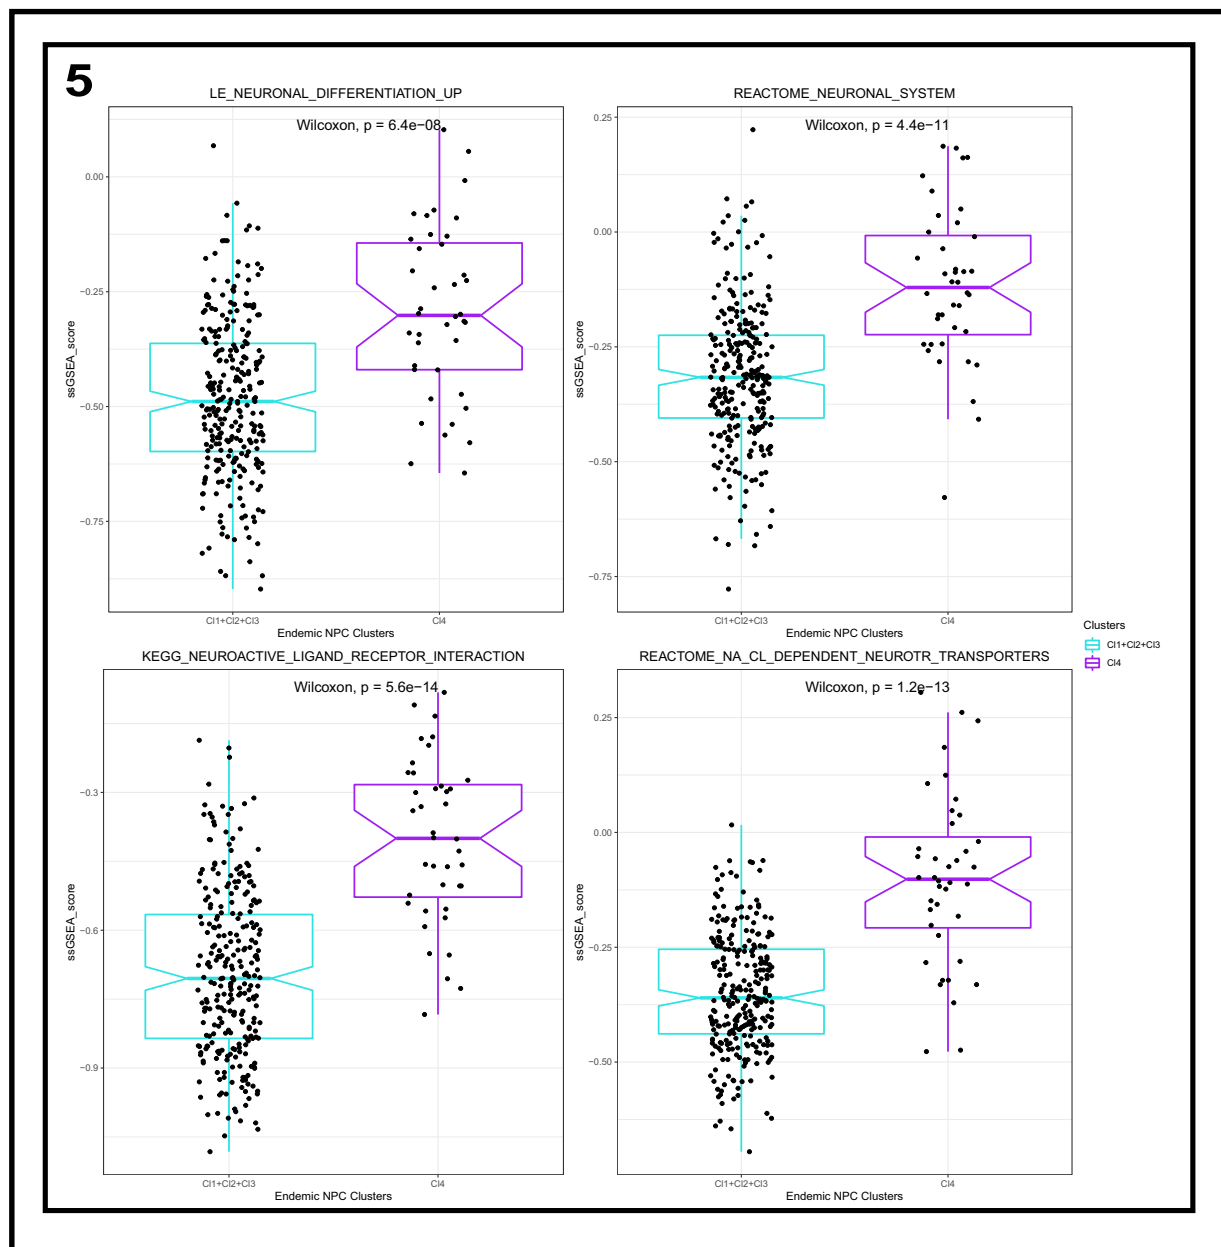 5
LE_NEURONAL_DIFFERENTIATION_UP
Wilcoxon, p = 6.4e−08
0.00
−0.25
−0.50
−0.75
ssGSEA_score
Cl1+Cl2+Cl3
Cl4
Endemic NPC Clusters
REACTOME_NEURONAL_SYSTEM
Wilcoxon, p = 4.4e−11
0.25
0.00
−0.25
−0.50
−0.75
ssGSEA_score
Cl1+Cl2+Cl3
Cl4
Endemic NPC Clusters
Clusters
Cl1+Cl2+Cl3
Cl4
KEGG_NEUROACTIVE_LIGAND_RECEPTOR_INTERACTION
Wilcoxon, p = 5.6e−14
−0.3
−0.6
−0.9
ssGSEA_score
Cl1+Cl2+Cl3
Cl4
Endemic NPC Clusters
REACTOME_NA_CL_DEPENDENT_NEUROTR_TRANSPORTERS
Wilcoxon, p = 1.2e−13
0.25
0.00
−0.25
−0.50
ssGSEA_score
Cl1+Cl2+Cl3
Cl4
Endemic NPC Clusters